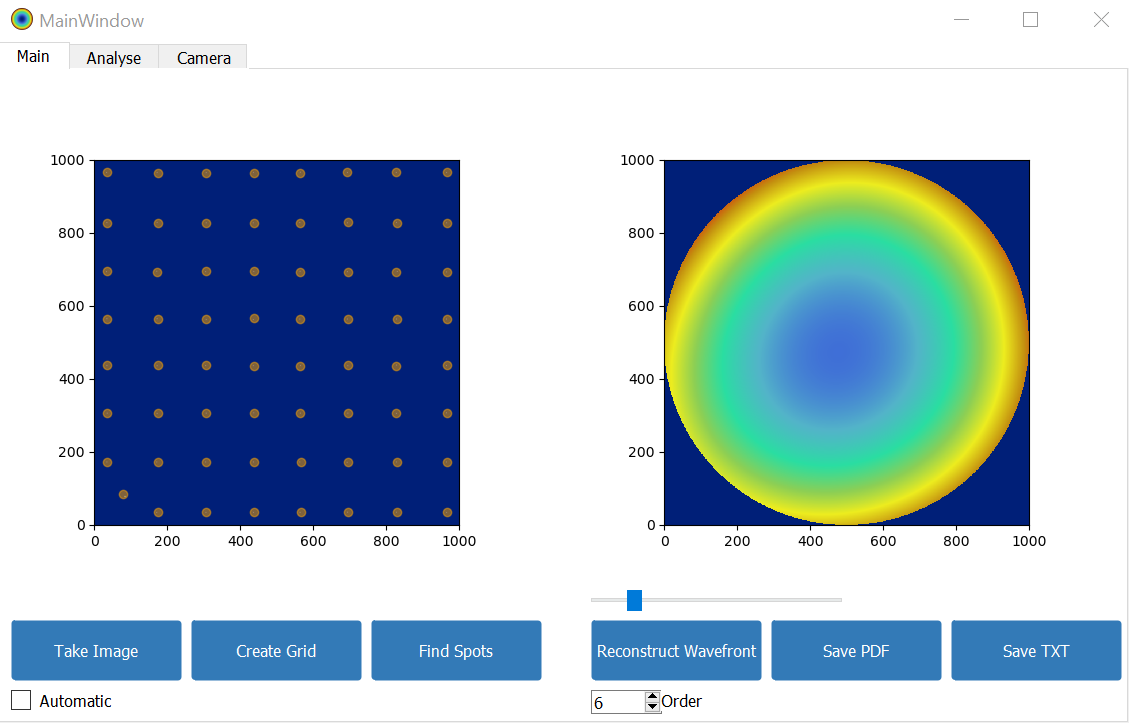 MainWindow
Main Analyse Camera
1000
800
600
400
200
0
0 200 400 600 800 1000
1000
800
600
400
200
0
0 200 400 600 800 1000
Take Image Create Grid Find Spots Reconstruct Wavefront Save PDF Save TXT
Automatic 6 Order